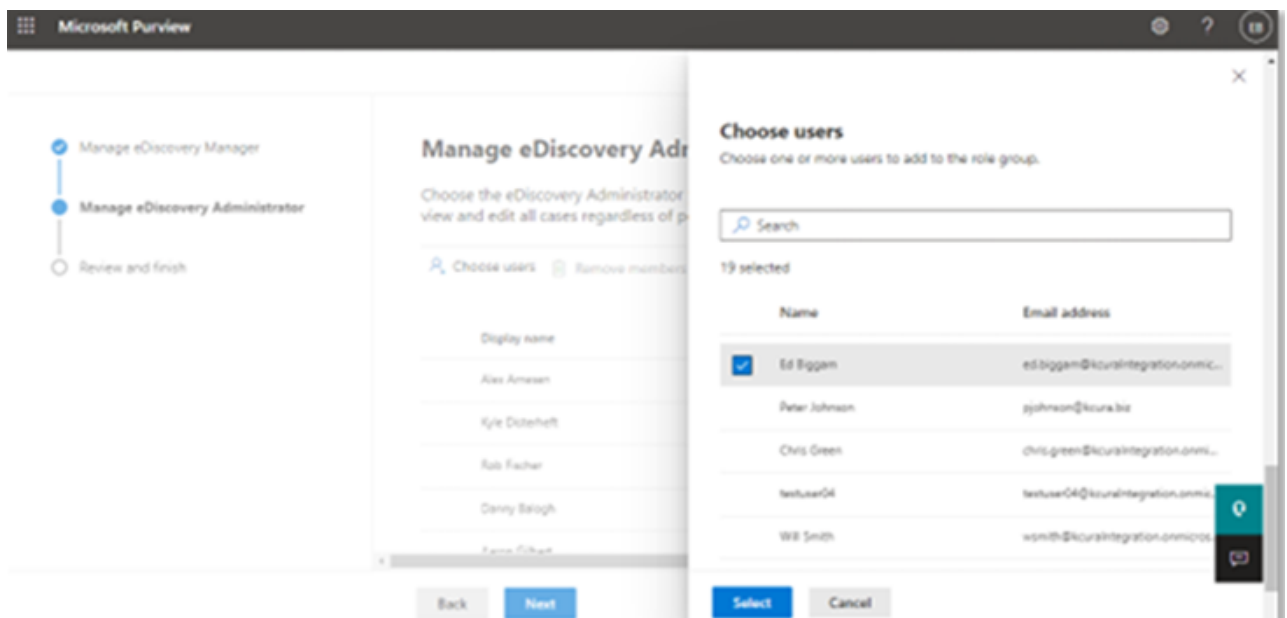 Microsoft Purview
?
EB
Manage eDiscovery Manager
Manage eDiscovery Administrator
Review and finish
Manage eDiscovery Adr
Choose the eDiscovery Administrator
view and edit all cases regardless of p
Choose users
Remove members
Display name
Alex Arnesen
Kyle Disterheft
Rob Fischer
Danny Balogh
Aaron Gilbert
Back
Next
Choose users
Choose one or more users to add to the role group.
Search
19 selected
Name Email address
Ed Biggam ed.biggam@kcuraIntegration.onmic...
Peter Johnson pjohnson@kcura.biz
Chris Green chris.green@kcuraIntegration.onmi...
testuser04 testuser04@kcuraIntegration.onmic...
Will Smith wsmith@kcuraIntegration.onmicros...
Select
Cancel